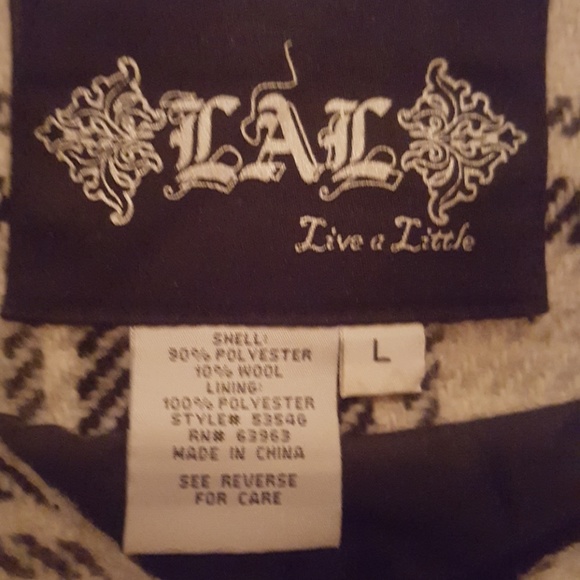 LAL
Live a Little
L
SHELL:
90% POLYESTER
10% WOOL
LINING:
100% POLYESTER
STYLE# 53546
RN# 63963
MADE IN CHINA
SEE REVERSE
FOR CARE